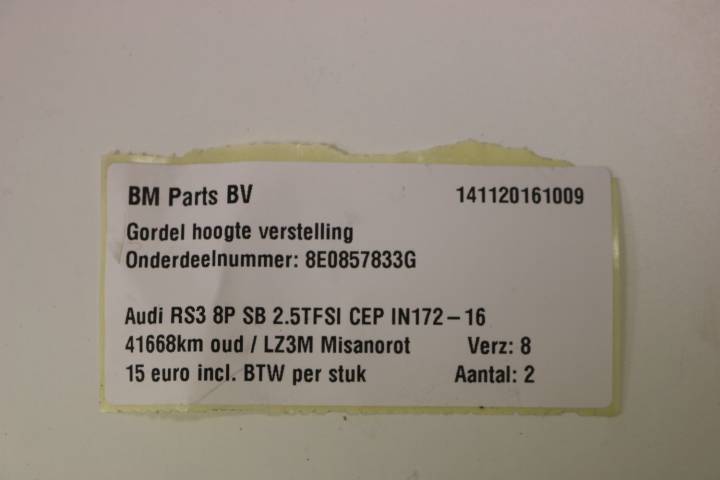 BM Parts BV 141120161009
Gordel hoogte verstelling
Onderdeelnummer: 8E0857833G
Audi RS3 8P SB 2.5TFSI CEP IN172-16
41668km oud / LZ3M Misanorot Verz: 8
15 euro incl. BTW per stuk Aantal: 2